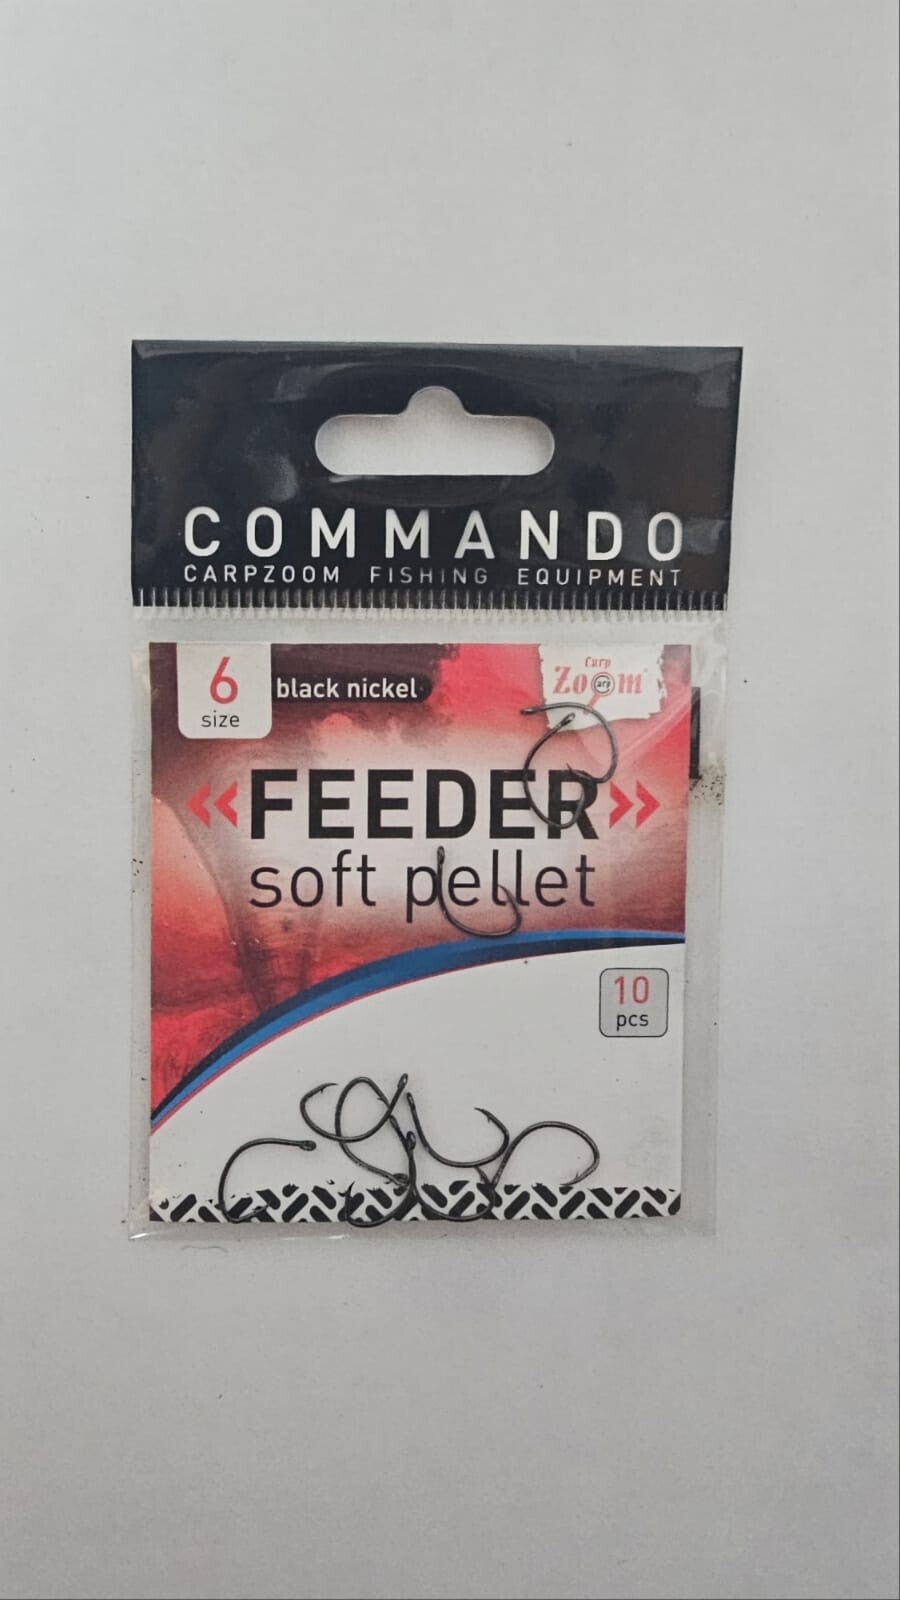 COMMANDO
CARPZOOM FISHING EQUIPMENT
6
size
black nickel
Carp
Zoom®
«FEEDER»
soft pellet
10
pcs